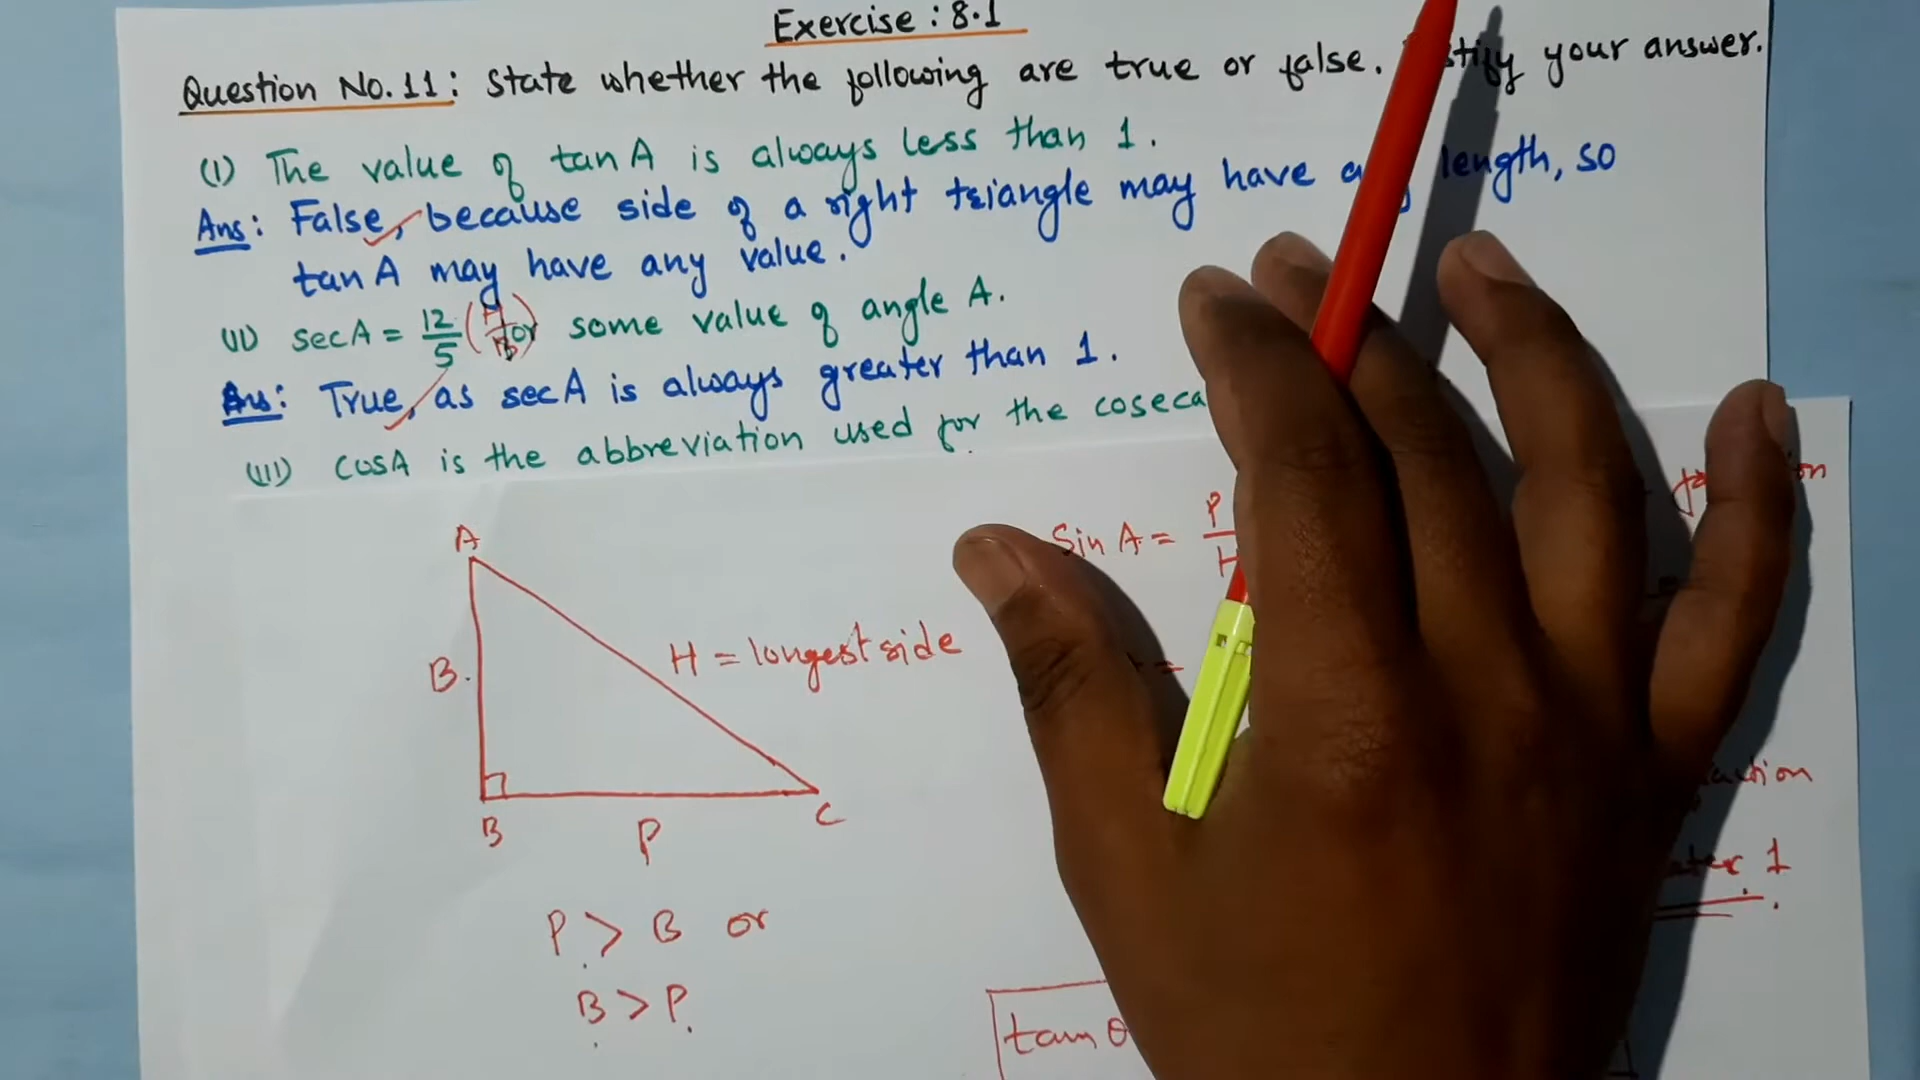 Exercise : 8.1
Question No. 11 : State whether the following are true or false. your answer.
(I) The value of tan A is always less than 1.
Ans : False, because side of a right triangle may have length, so
tan A may have any value.
(II) sec A = 12/5 (H/B) for some value of angle A.
Ans : True, as sec A is always greater than 1.
(III) cosA is the abbreviation used for the
A
Sin A = P/H
B.
H = longest side
B
P
C
P > B or
B > P.
1
tan θ